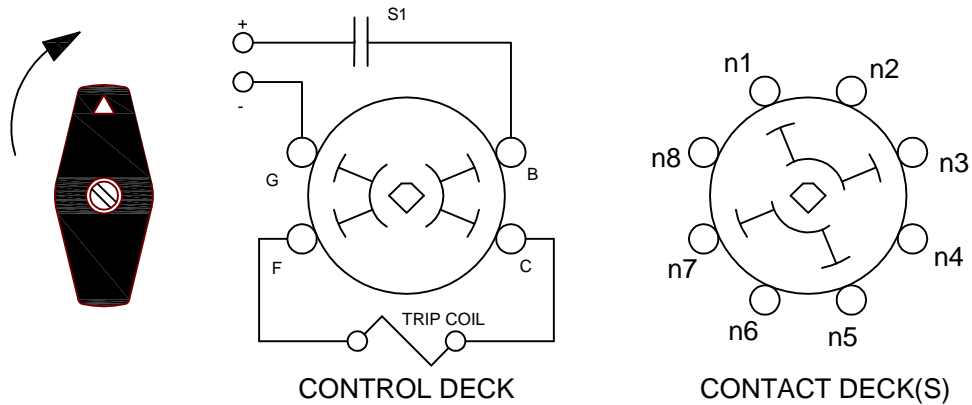 S1
+
-
G
B
F
C
TRIP COIL
CONTROL DECK
n1
n2
n3
n4
n5
n6
n7
n8
CONTACT DECK(S)